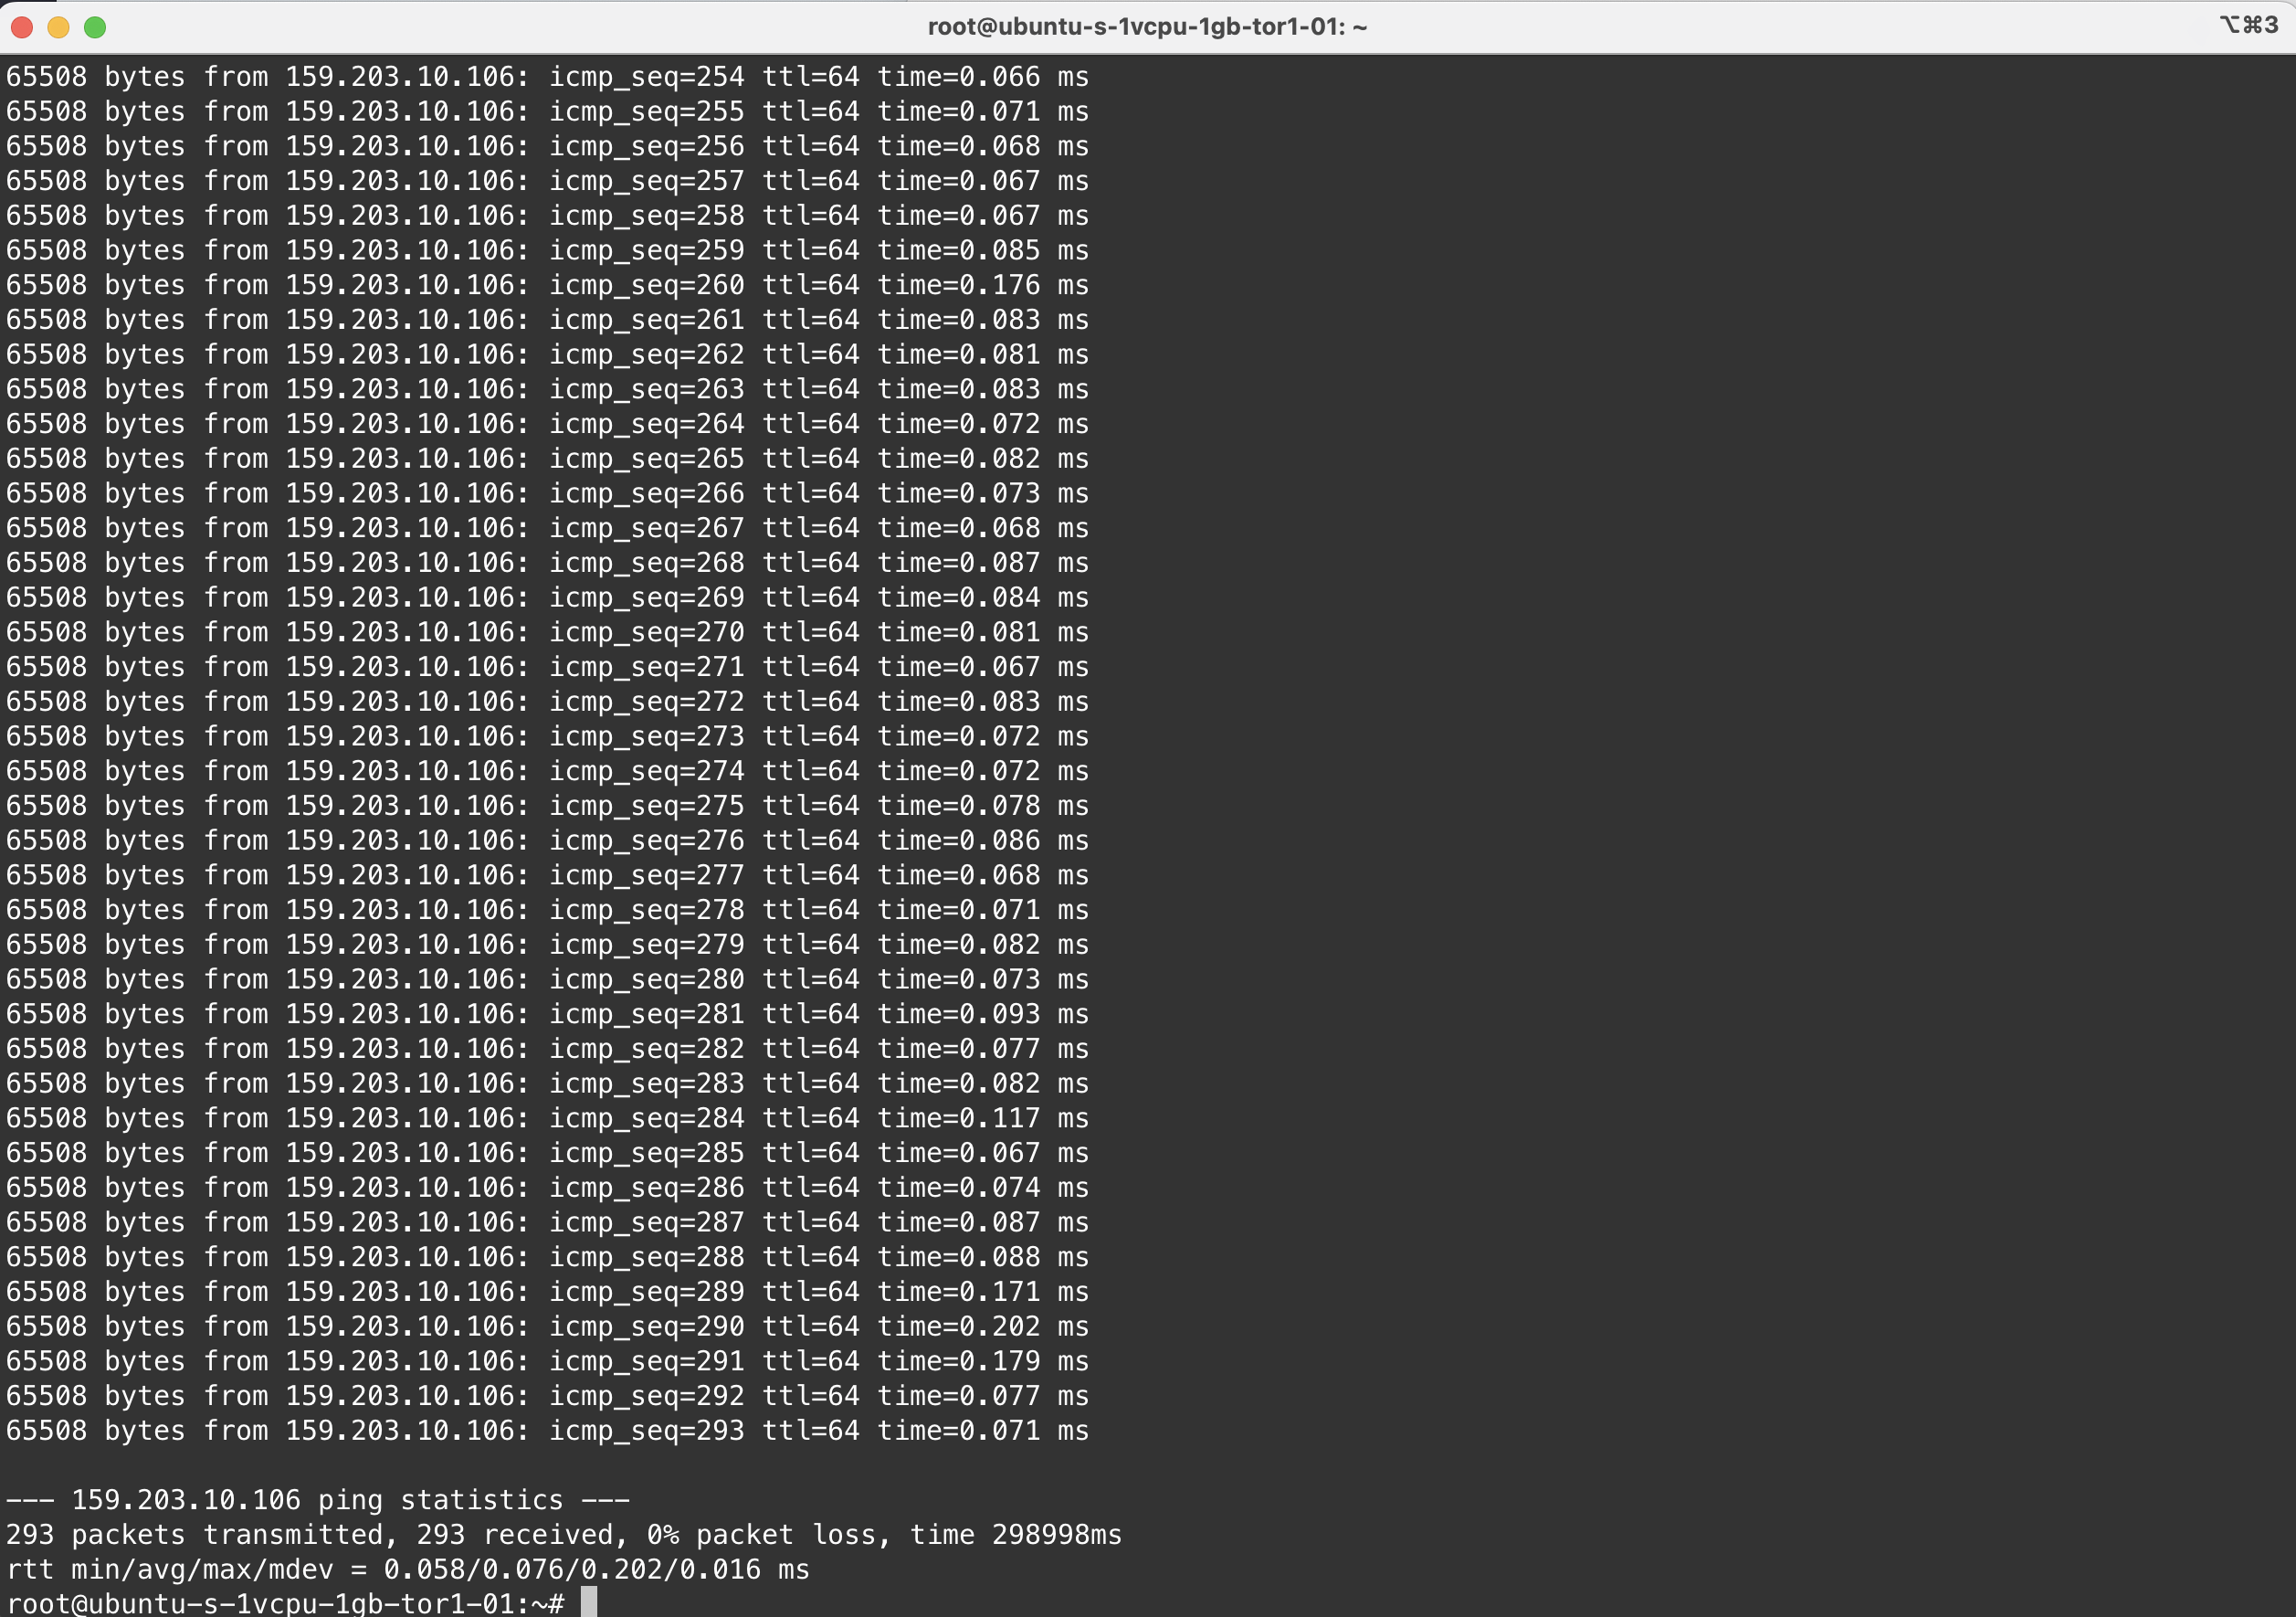 root@ubuntu-s-1vcpu-1gb-tor1-01: ~
⌥⌘3
65508 bytes from 159.203.10.106: icmp_seq=254 ttl=64 time=0.066 ms
65508 bytes from 159.203.10.106: icmp_seq=255 ttl=64 time=0.071 ms
65508 bytes from 159.203.10.106: icmp_seq=256 ttl=64 time=0.068 ms
65508 bytes from 159.203.10.106: icmp_seq=257 ttl=64 time=0.067 ms
65508 bytes from 159.203.10.106: icmp_seq=258 ttl=64 time=0.067 ms
65508 bytes from 159.203.10.106: icmp_seq=259 ttl=64 time=0.085 ms
65508 bytes from 159.203.10.106: icmp_seq=260 ttl=64 time=0.176 ms
65508 bytes from 159.203.10.106: icmp_seq=261 ttl=64 time=0.083 ms
65508 bytes from 159.203.10.106: icmp_seq=262 ttl=64 time=0.081 ms
65508 bytes from 159.203.10.106: icmp_seq=263 ttl=64 time=0.083 ms
65508 bytes from 159.203.10.106: icmp_seq=264 ttl=64 time=0.072 ms
65508 bytes from 159.203.10.106: icmp_seq=265 ttl=64 time=0.082 ms
65508 bytes from 159.203.10.106: icmp_seq=266 ttl=64 time=0.073 ms
65508 bytes from 159.203.10.106: icmp_seq=267 ttl=64 time=0.068 ms
65508 bytes from 159.203.10.106: icmp_seq=268 ttl=64 time=0.087 ms
65508 bytes from 159.203.10.106: icmp_seq=269 ttl=64 time=0.084 ms
65508 bytes from 159.203.10.106: icmp_seq=270 ttl=64 time=0.081 ms
65508 bytes from 159.203.10.106: icmp_seq=271 ttl=64 time=0.067 ms
65508 bytes from 159.203.10.106: icmp_seq=272 ttl=64 time=0.083 ms
65508 bytes from 159.203.10.106: icmp_seq=273 ttl=64 time=0.072 ms
65508 bytes from 159.203.10.106: icmp_seq=274 ttl=64 time=0.072 ms
65508 bytes from 159.203.10.106: icmp_seq=275 ttl=64 time=0.078 ms
65508 bytes from 159.203.10.106: icmp_seq=276 ttl=64 time=0.086 ms
65508 bytes from 159.203.10.106: icmp_seq=277 ttl=64 time=0.068 ms
65508 bytes from 159.203.10.106: icmp_seq=278 ttl=64 time=0.071 ms
65508 bytes from 159.203.10.106: icmp_seq=279 ttl=64 time=0.082 ms
65508 bytes from 159.203.10.106: icmp_seq=280 ttl=64 time=0.073 ms
65508 bytes from 159.203.10.106: icmp_seq=281 ttl=64 time=0.093 ms
65508 bytes from 159.203.10.106: icmp_seq=282 ttl=64 time=0.077 ms
65508 bytes from 159.203.10.106: icmp_seq=283 ttl=64 time=0.082 ms
65508 bytes from 159.203.10.106: icmp_seq=284 ttl=64 time=0.117 ms
65508 bytes from 159.203.10.106: icmp_seq=285 ttl=64 time=0.067 ms
65508 bytes from 159.203.10.106: icmp_seq=286 ttl=64 time=0.074 ms
65508 bytes from 159.203.10.106: icmp_seq=287 ttl=64 time=0.087 ms
65508 bytes from 159.203.10.106: icmp_seq=288 ttl=64 time=0.088 ms
65508 bytes from 159.203.10.106: icmp_seq=289 ttl=64 time=0.171 ms
65508 bytes from 159.203.10.106: icmp_seq=290 ttl=64 time=0.202 ms
65508 bytes from 159.203.10.106: icmp_seq=291 ttl=64 time=0.179 ms
65508 bytes from 159.203.10.106: icmp_seq=292 ttl=64 time=0.077 ms
65508 bytes from 159.203.10.106: icmp_seq=293 ttl=64 time=0.071 ms
--- 159.203.10.106 ping statistics ---
293 packets transmitted, 293 received, 0% packet loss, time 298998ms
rtt min/avg/max/mdev = 0.058/0.076/0.202/0.016 ms
root@ubuntu-s-1vcpu-1gb-tor1-01:~#